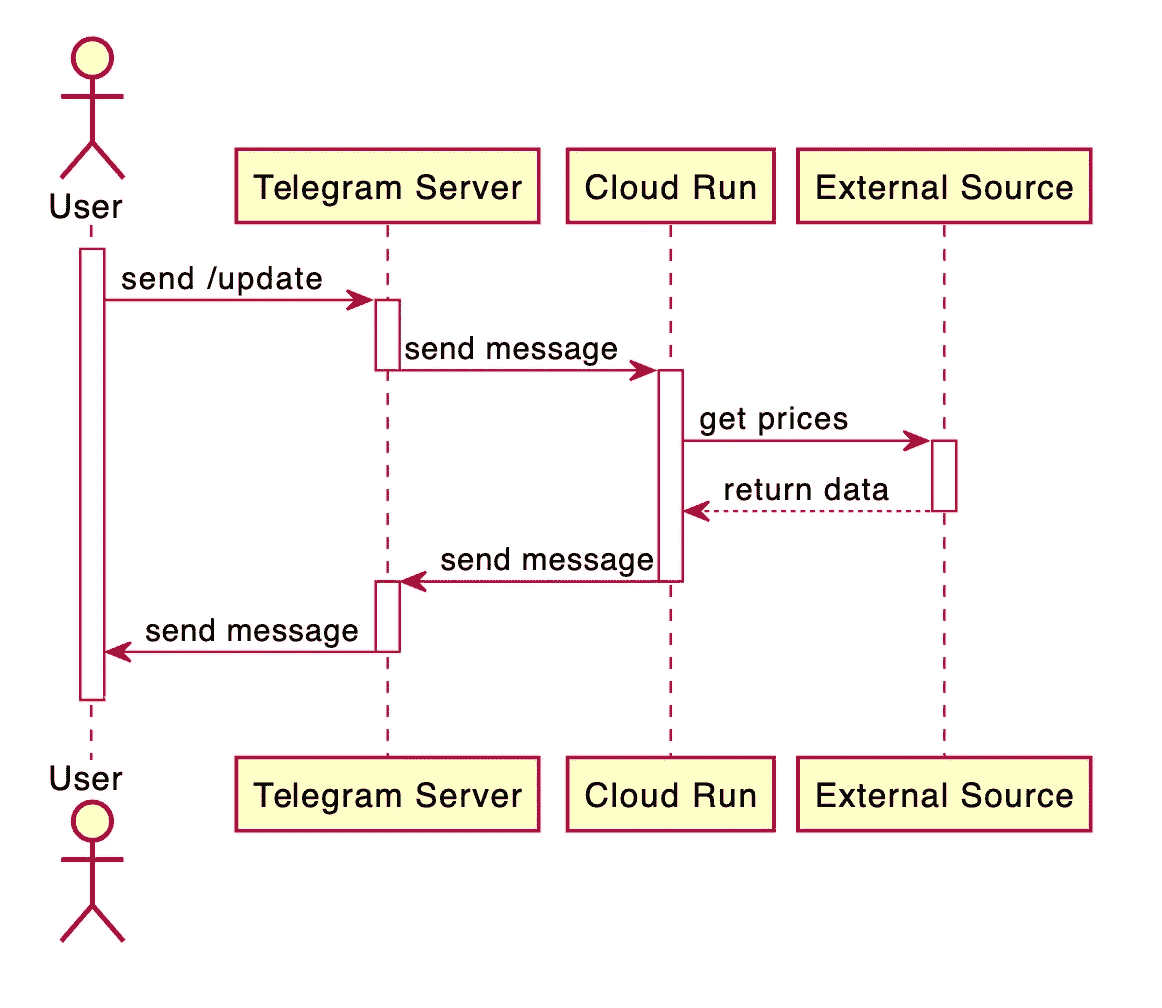 User
Telegram Server
Cloud Run
External Source
send /update
send message
get prices
return data
send message
send message
User
Telegram Server
Cloud Run
External Source